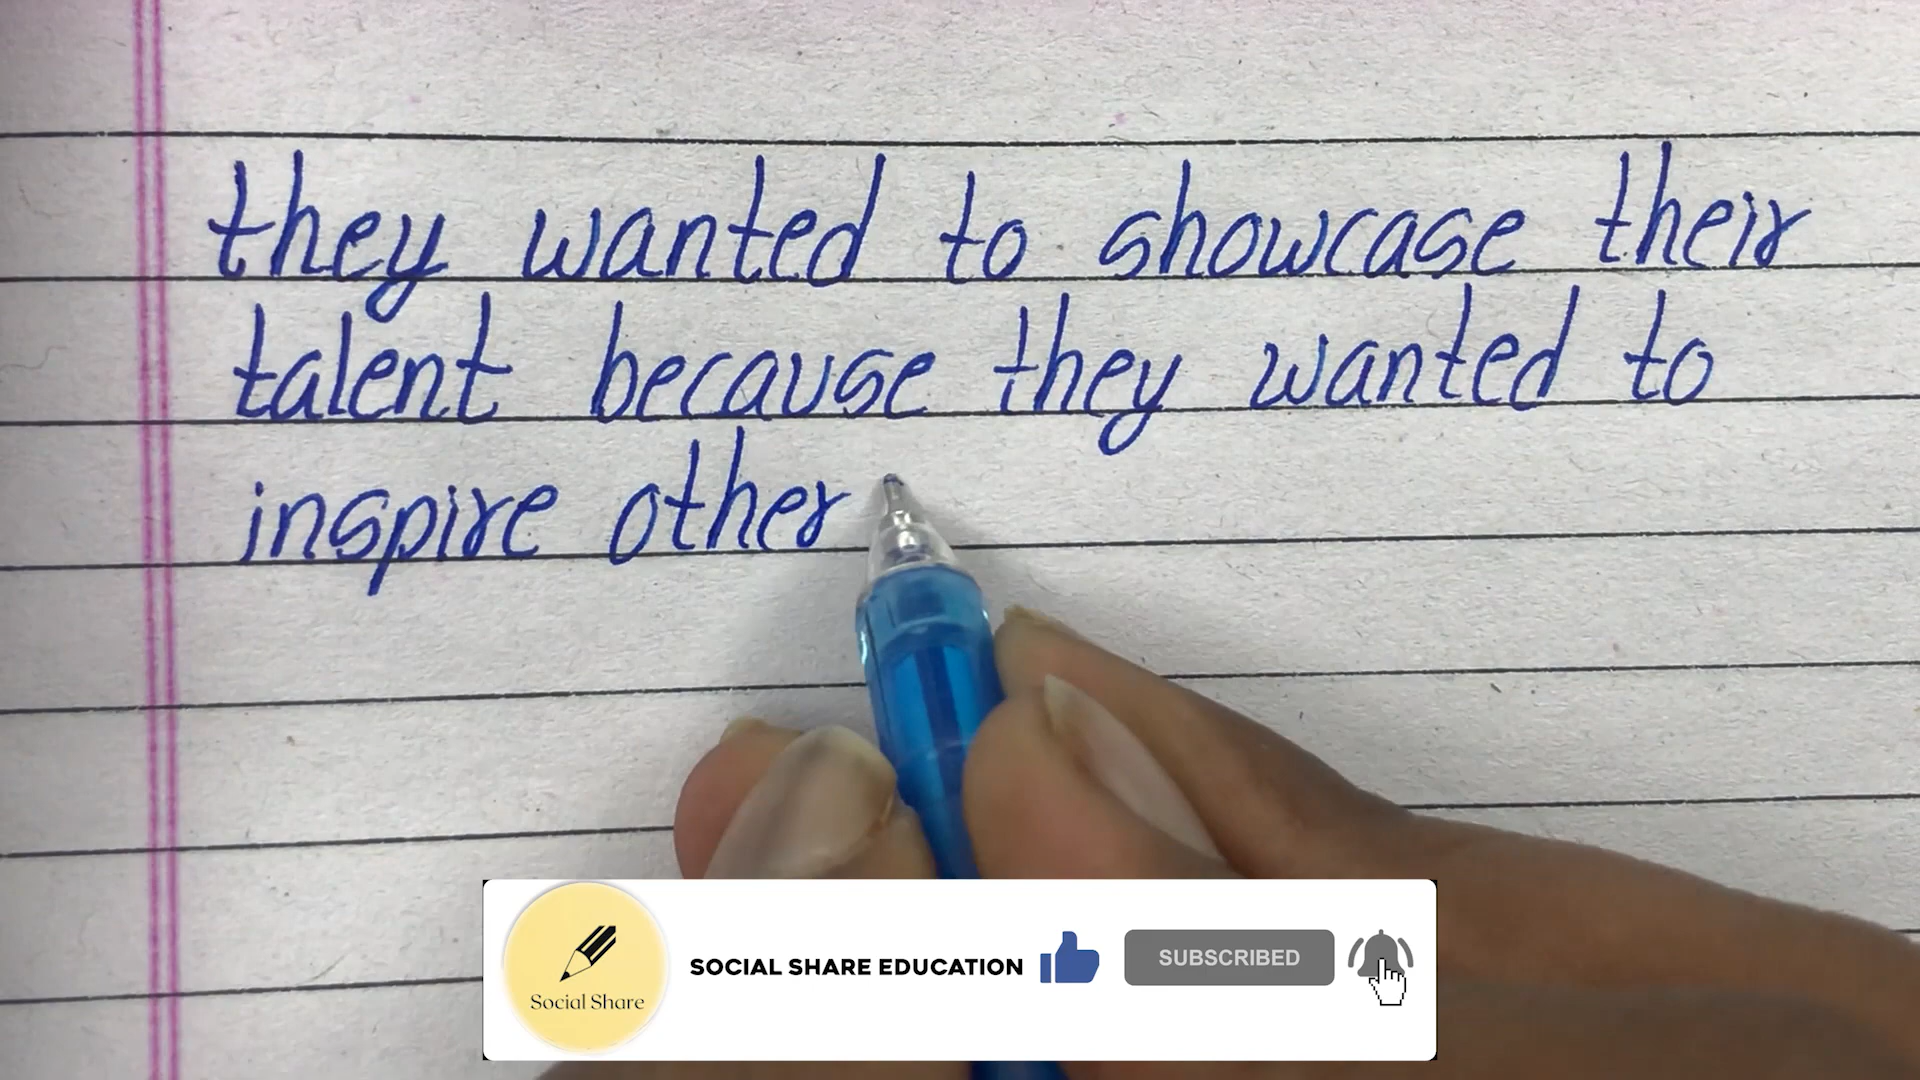 they wanted to showcase their
talent because they wanted to
inspire other
Social Share
SOCIAL SHARE EDUCATION
SUBSCRIBED